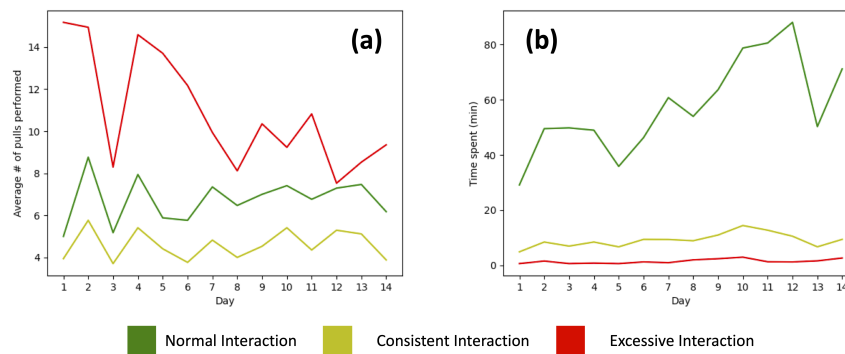 (a)
Average # of pulls performed
14
12
10
8
6
4
1 2 3 4 5 6 7 8 9 10 11 12 13 14
Day
(b)
Time spent (min)
80
60
40
20
0
1 2 3 4 5 6 7 8 9 10 11 12 13 14
Day
Normal Interaction Consistent Interaction Excessive Interaction